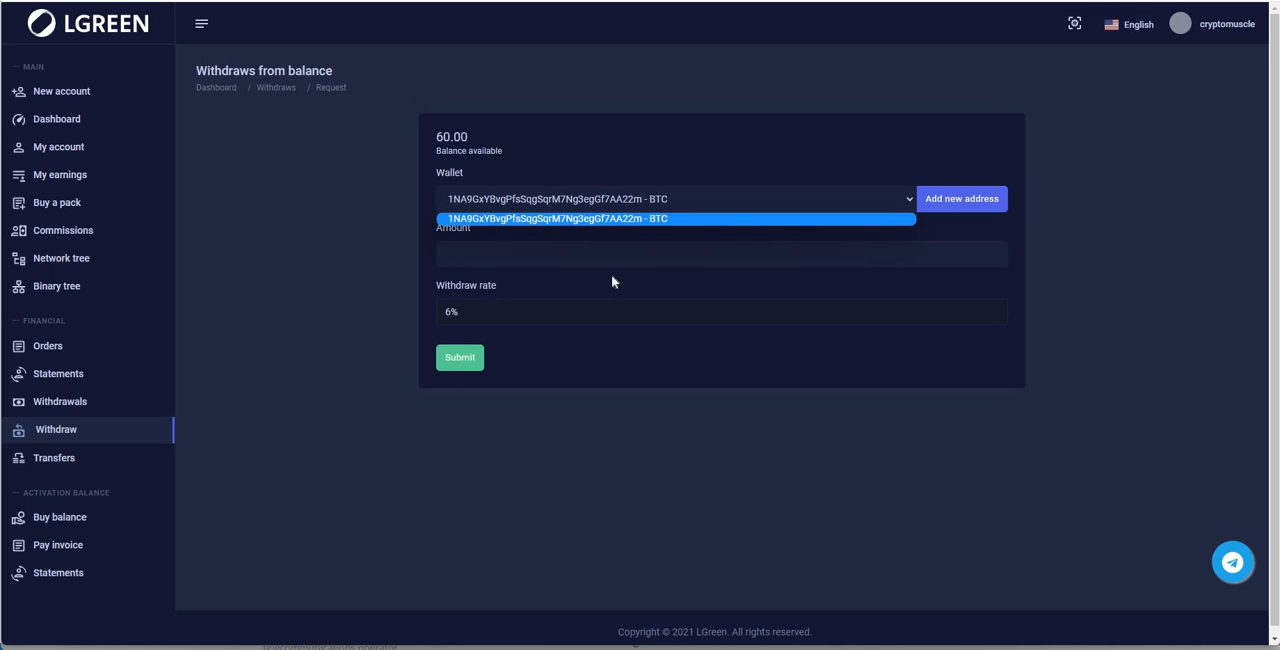 LGREEN
English
cryptomuscle
MAIN
New account
Dashboard
My account
My earnings
Buy a pack
Commissions
Network tree
Binary tree
FINANCIAL
Orders
Statements
Withdrawals
Withdraw
Transfers
ACTIVATION BALANCE
Buy balance
Pay invoice
Statements
Withdraws from balance
Dashboard / Withdraws / Request
60.00
Balance available
Wallet
1NA9GxYBvgPfsSqgSqrM7Ng3egGf7AA22m - BTC
Add new address
1NA9GxYBvgPfsSqgSqrM7Ng3egGf7AA22m - BTC
Amount
Withdraw rate
6%
Submit
Copyright © 2021 LGreen. All rights reserved.